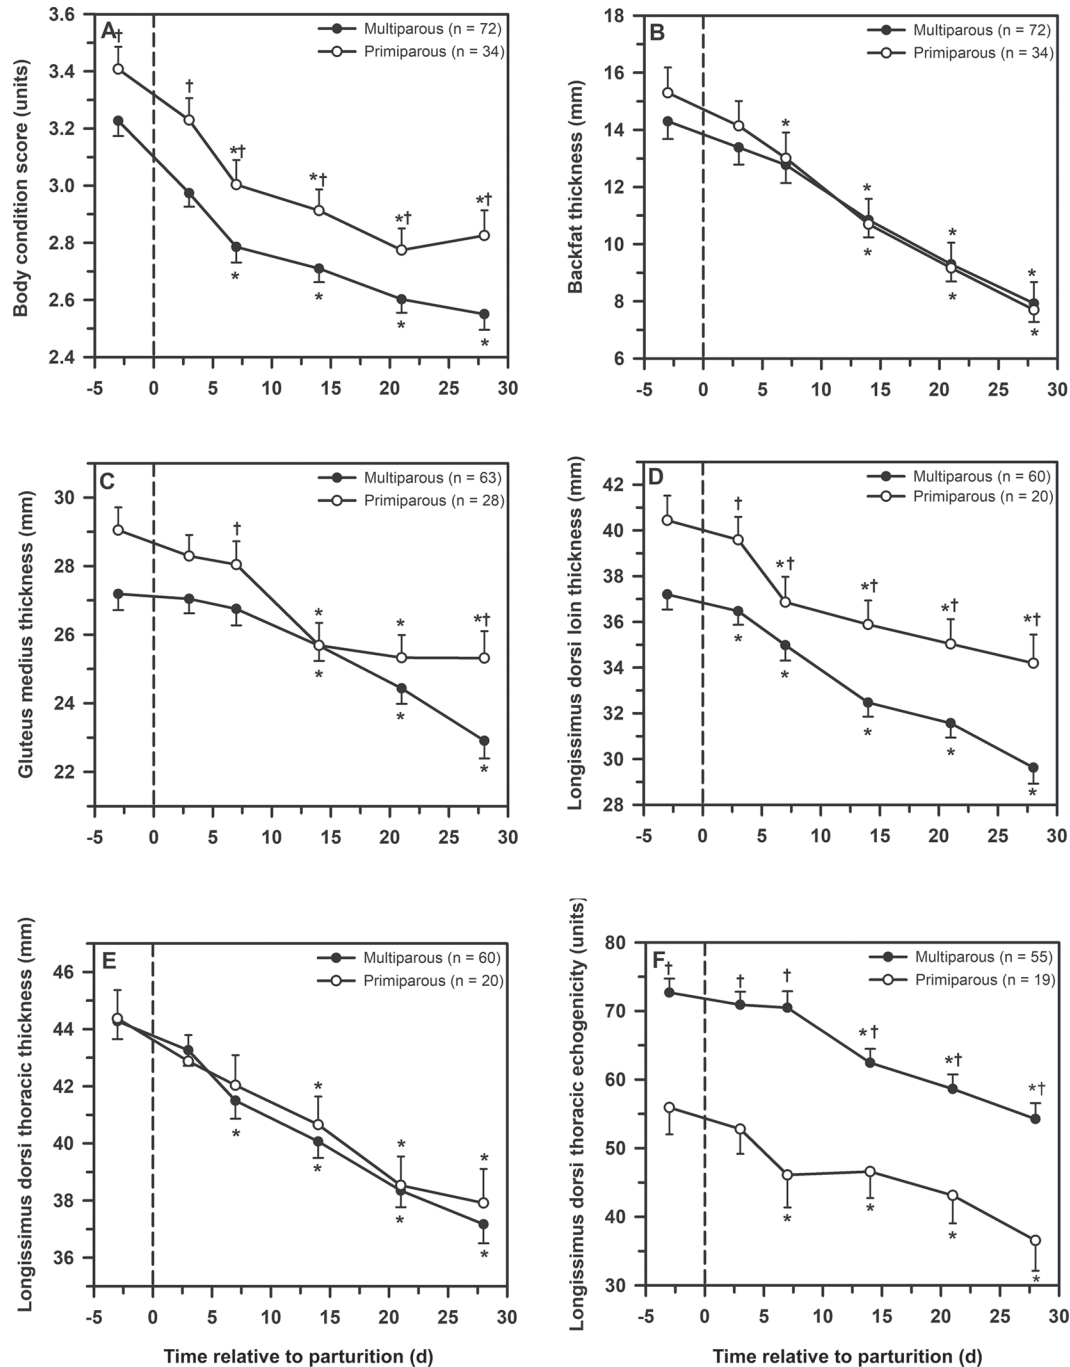 A
Multiparous (n = 72)
Primiparous (n = 34)
Body condition score (units)
3.6
3.4
3.2
3.0
2.8
2.6
2.4
† † *† *† *† *†
* * * *
-5 0 5 10 15 20 25 30
B
Multiparous (n = 72)
Primiparous (n = 34)
Backfat thickness (mm)
18
16
14
12
10
8
6
* * * *
* * *
-5 0 5 10 15 20 25 30
C
Multiparous (n = 63)
Primiparous (n = 28)
Gluteus medius thickness (mm)
30
28
26
24
22
† * * *†
* * *
-5 0 5 10 15 20 25 30
D
Multiparous (n = 60)
Primiparous (n = 20)
Longissimus dorsi loin thickness (mm)
42
40
38
36
34
32
30
28
† *† *† *† *†
* * * * *
-5 0 5 10 15 20 25 30
E
Multiparous (n = 60)
Primiparous (n = 20)
Longissimus dorsi thoracic thickness (mm)
46
44
42
40
38
36
* * *
* * * *
-5 0 5 10 15 20 25 30
Time relative to parturition (d)
F
Multiparous (n = 55)
Primiparous (n = 19)
Longissimus dorsi thoracic echogenicity (units)
80
70
60
50
40
30
† † † *† *† *†
* * * *
-5 0 5 10 15 20 25 30
Time relative to parturition (d)